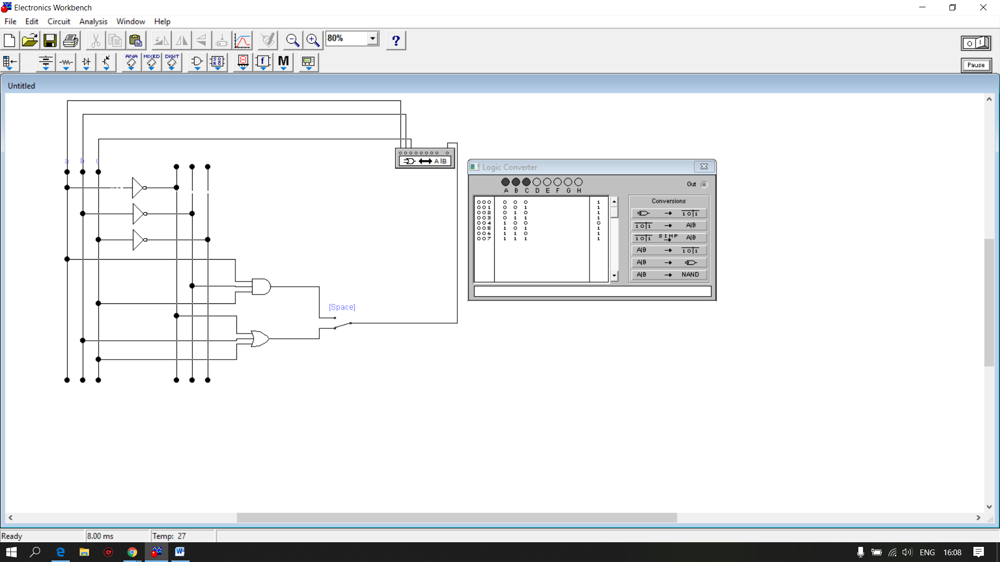 Electronics Workbench
File Edit Circuit Analysis Window Help
80%
?
0 1
ANA MIXED DIGIT
f M
Pause
Untitled
a b c
A|B
[Space]
Logic Converter
Out
A B C D E F G H
Conversions
000 0 0 0 1
001 0 0 1 1
002 0 1 0 1
003 0 1 1 1
004 1 0 0 0
005 1 0 1 1
006 1 1 0 1
007 1 1 1 1
→ 1 0|1
1 0|1 → A|B
1 0|1 SIMP → A|B
A|B → 1 0|1
A|B →
A|B → NAND
Ready 8.00 ms Temp: 27
ENG 16:08